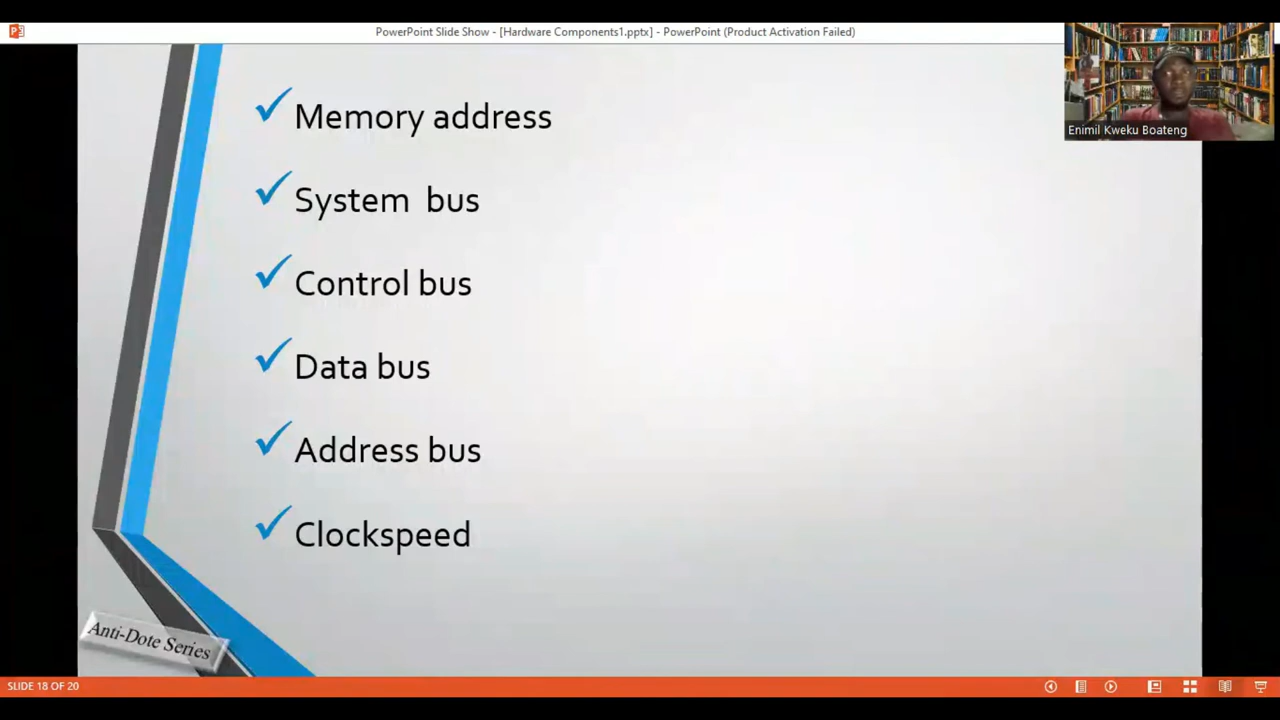 PowerPoint Slide Show - [Hardware Components1.pptx] - PowerPoint (Product Activation Failed)
Enimil Kweku Boateng
Memory address
System  bus
Control bus
Data bus
Address bus
Clockspeed
Anti-Dote Series
SLIDE 18 OF 20